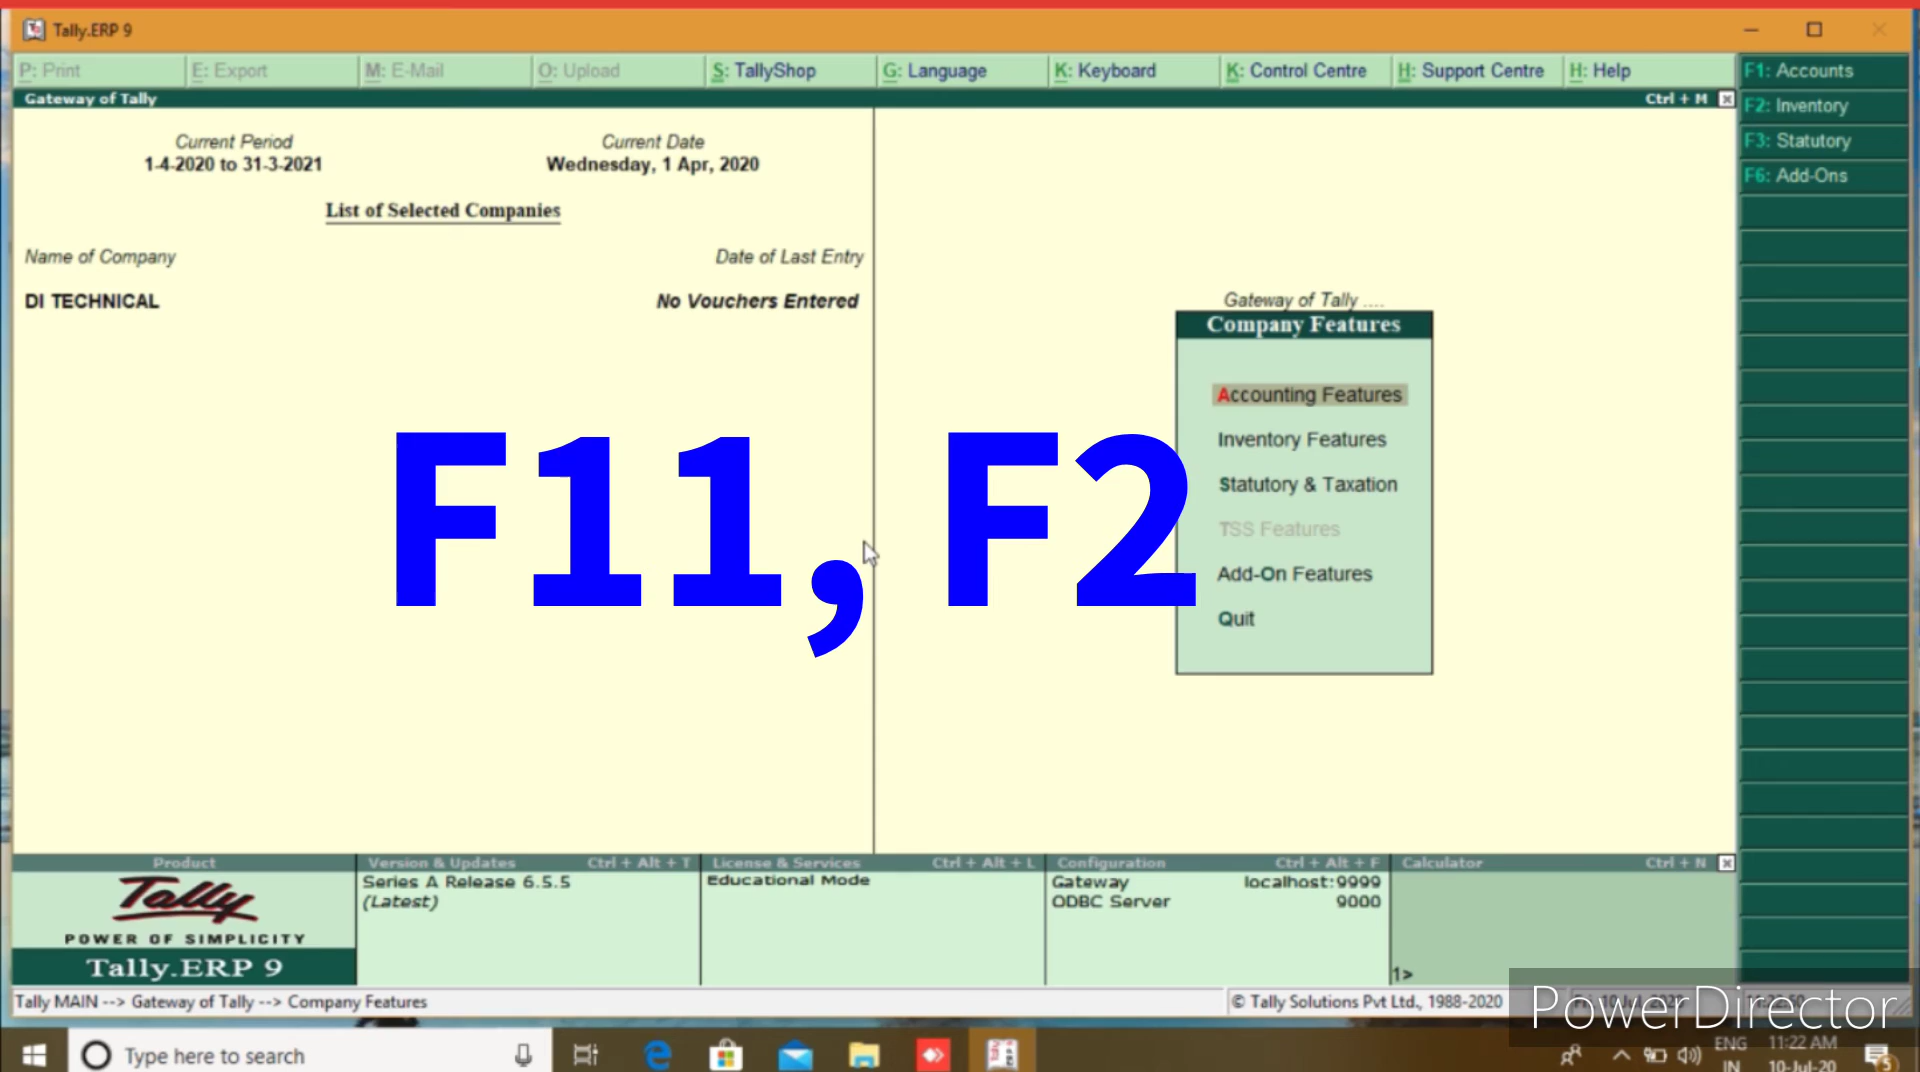 Tally.ERP 9
P: Print
E: Export
M: E-Mail
O: Upload
S: TallyShop
G: Language
K: Keyboard
K: Control Centre
H: Support Centre
H: Help
Gateway of Tally
Ctrl + M
F1: Accounts
F2: Inventory
F3: Statutory
F6: Add-Ons
Current Period
1-4-2020 to 31-3-2021
Current Date
Wednesday, 1 Apr, 2020
List of Selected Companies
Name of Company
Date of Last Entry
DI TECHNICAL
No Vouchers Entered
Gateway of Tally ....
Company Features
Accounting Features
Inventory Features
Statutory & Taxation
TSS Features
Add-On Features
Quit
F11, F2
Product
Tally
POWER OF SIMPLICITY
Tally.ERP 9
Version & Updates
Ctrl + Alt + T
Series A Release 6.5.5
(Latest)
License & Services
Ctrl + Alt + L
Educational Mode
Configuration
Ctrl + Alt + F
Gateway
localhost:9999
ODBC Server
9000
Calculator
Ctrl + N
1>
Tally MAIN --> Gateway of Tally --> Company Features
© Tally Solutions Pvt Ltd., 1988-2020
PowerDirector
Type here to search
ENG
IN
11:22 AM
10-Jul-20
5